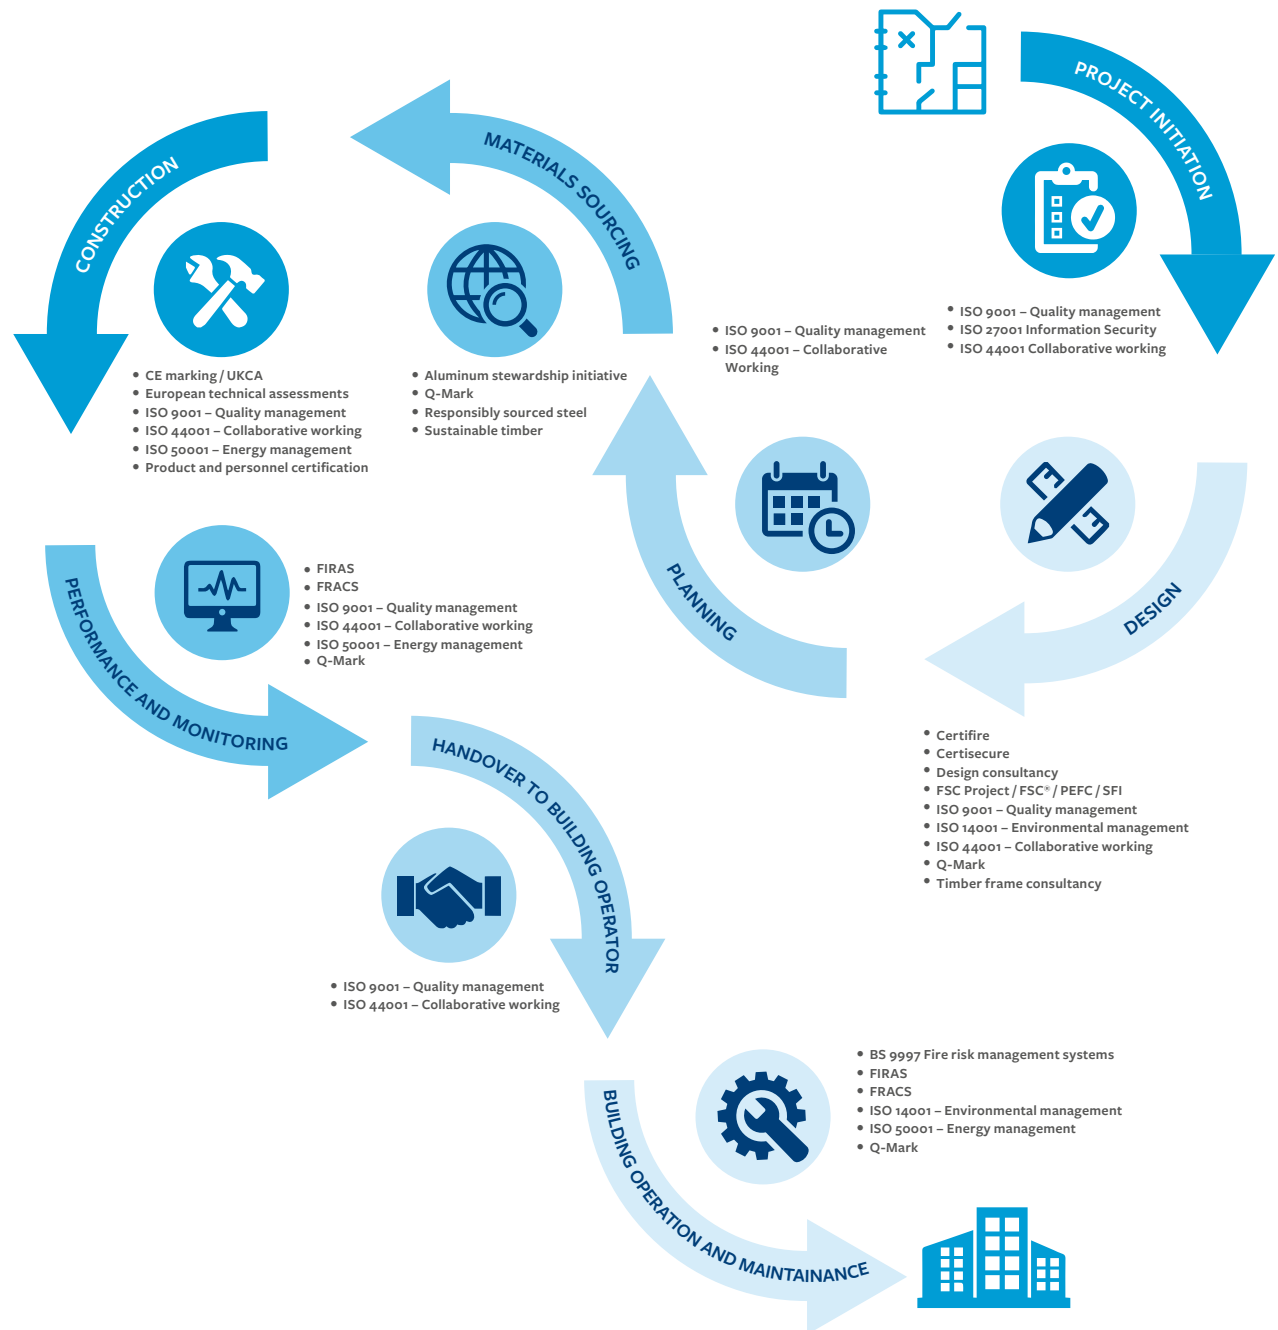 PROJECT INITIATION
• ISO 9001 – Quality management
• ISO 27001 Information Security
• ISO 44001 Collaborative working
DESIGN
• Certifire
• Certisecure
• Design consultancy
• FSC Project / FSC® / PEFC / SFI
• ISO 9001 – Quality management
• ISO 14001 – Environmental management
• ISO 44001 – Collaborative working
• Q-Mark
• Timber frame consultancy
PLANNING
• ISO 9001 – Quality management
• ISO 44001 – Collaborative
Working
MATERIALS SOURCING
• Aluminum stewardship initiative
• Q-Mark
• Responsibly sourced steel
• Sustainable timber
CONSTRUCTION
• CE marking / UKCA
• European technical assessments
• ISO 9001 – Quality management
• ISO 44001 – Collaborative working
• ISO 50001 – Energy management
• Product and personnel certification
PERFORMANCE AND MONITORING
• FIRAS
• FRACS
• ISO 9001 – Quality management
• ISO 44001 – Collaborative working
• ISO 50001 – Energy management
• Q-Mark
HANDOVER TO BUILDING OPERATOR
• ISO 9001 – Quality management
• ISO 44001 – Collaborative working
BUILDING OPERATION AND MAINTAINANCE
• BS 9997 Fire risk management systems
• FIRAS
• FRACS
• ISO 14001 – Environmental management
• ISO 50001 – Energy management
• Q-Mark